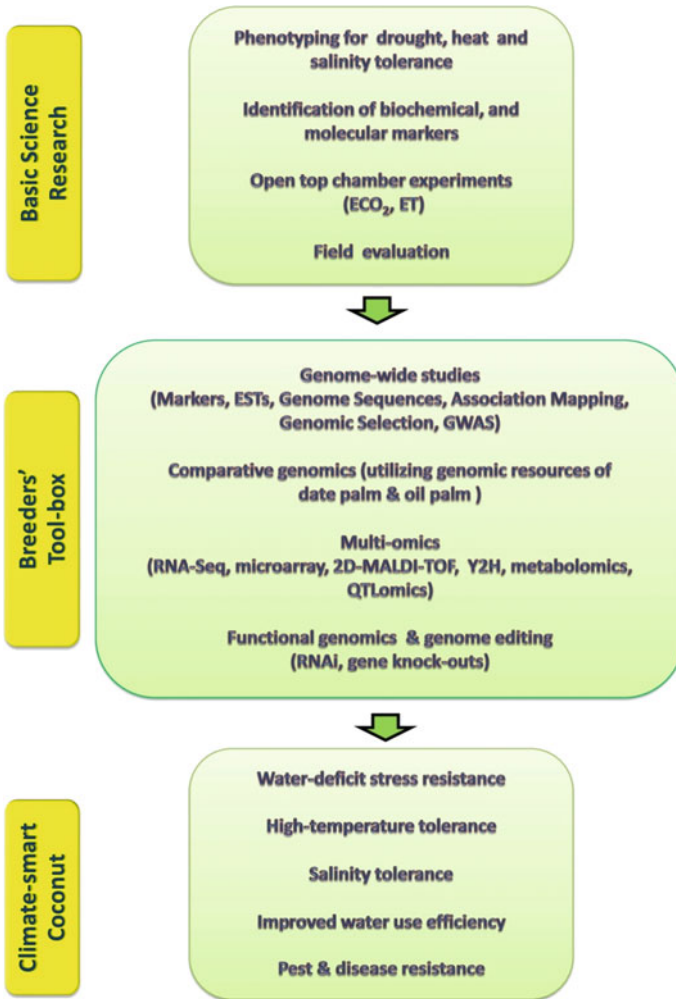 Basic Science
Research
Phenotyping for drought, heat and
salinity tolerance
Identification of biochemical, and
molecular markers
Open top chamber experiments
(ECO₂, ET)
Field evaluation
Breeders'
Tool-box
Genome-wide studies
(Markers, ESTs, Genome Sequences, Association Mapping,
Genomic Selection, GWAS)
Comparative genomics (utilizing genomic resources of
date palm & oil palm )
Multi-omics
(RNA-Seq, microarray, 2D-MALDI-TOF, Y2H, metabolomics,
QTLomics)
Functional genomics & genome editing
(RNAi, gene knock-outs)
Climate-smart
Coconut
Water-deficit stress resistance
High-temperature tolerance
Salinity tolerance
Improved water use efficiency
Pest & disease resistance